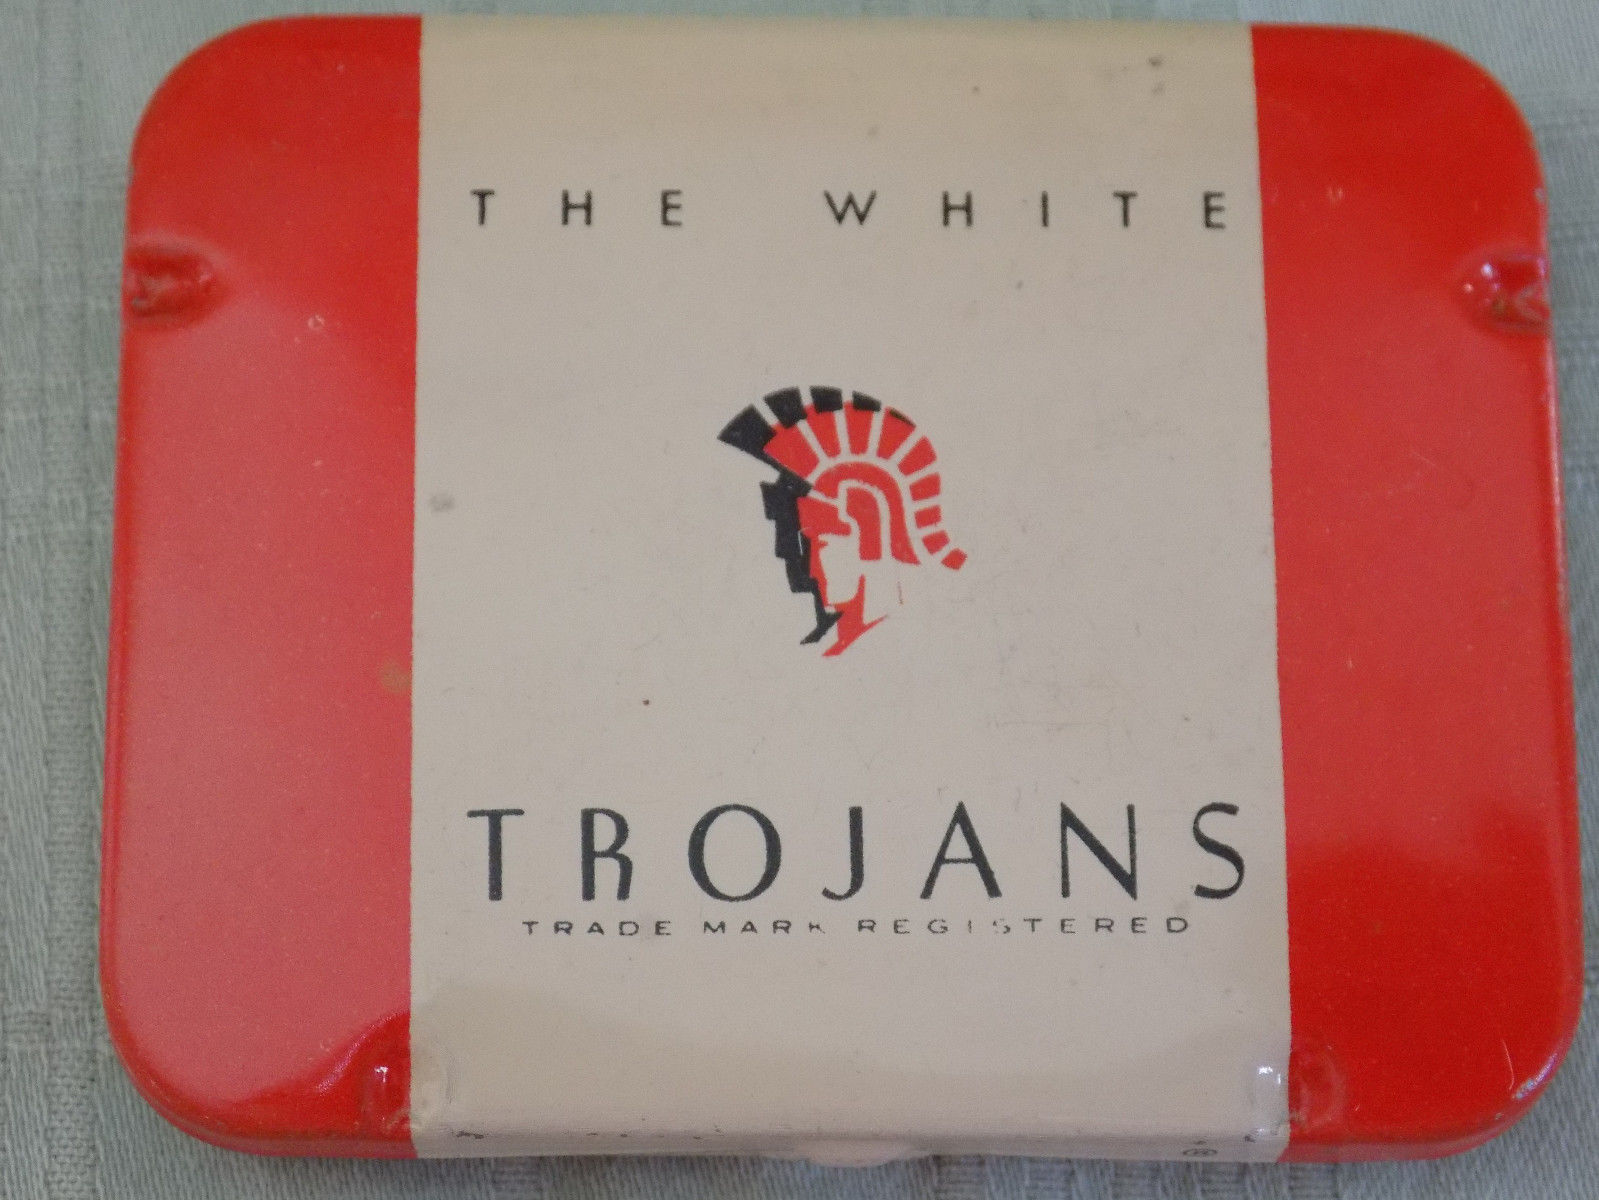 THE WHITE
TROJANS
TRADE MARK REGISTERED
®